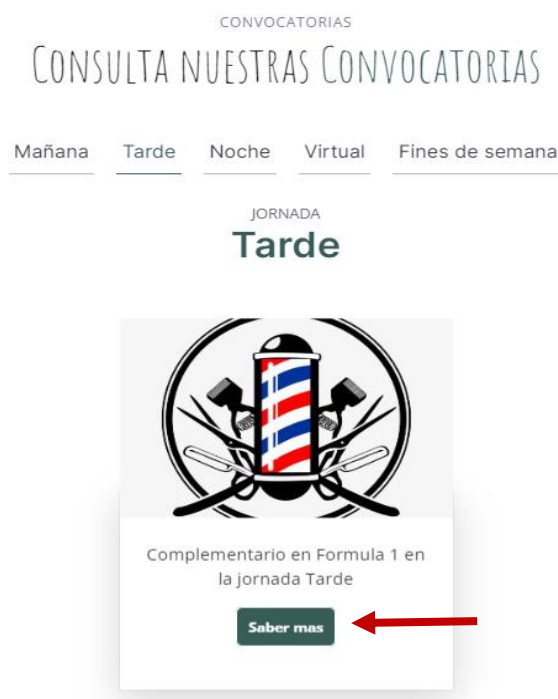 CONVOCATORIAS
CONSULTA NUESTRAS CONVOCATORIAS
Mañana Tarde Noche Virtual Fines de semana
JORNADA
Tarde
Complementario en Formula 1 en
la jornada Tarde
Saber mas